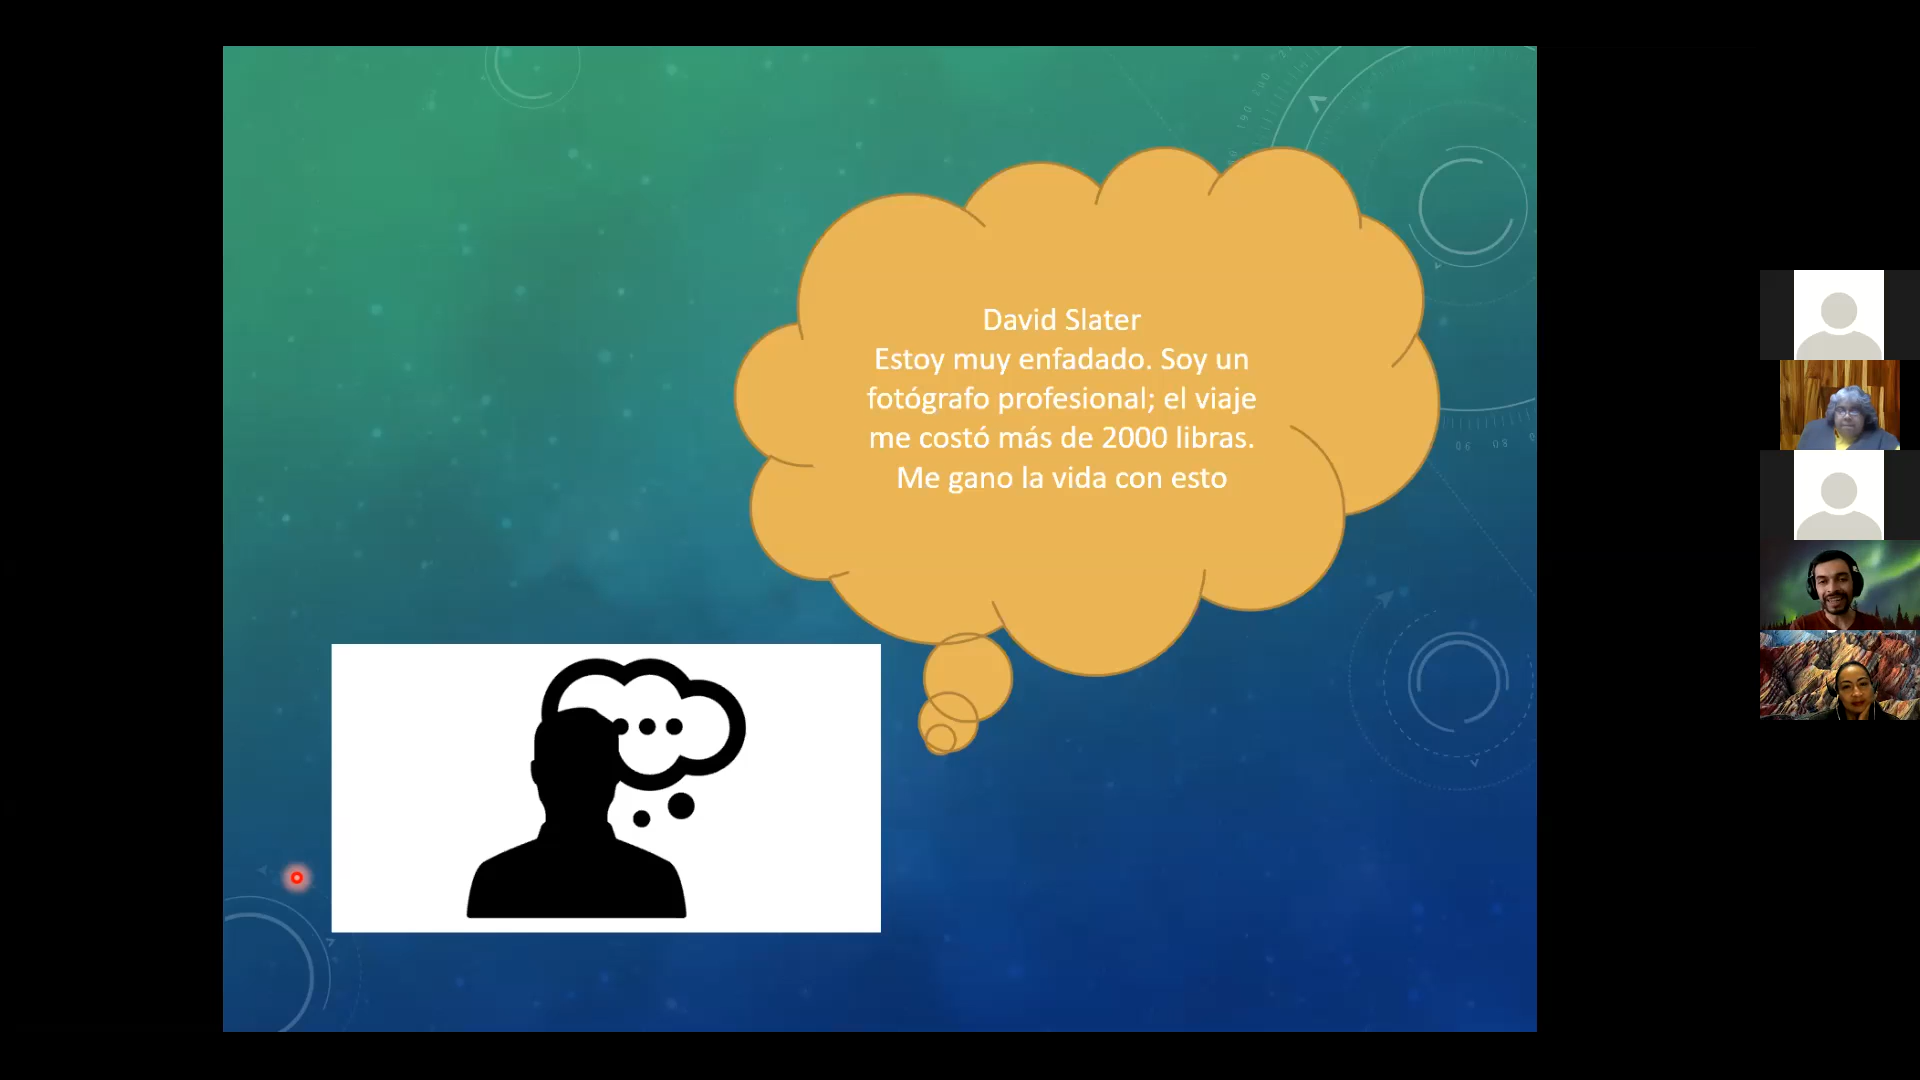 David Slater
Estoy muy enfadado. Soy un
fotógrafo profesional; el viaje
me costó más de 2000 libras.
Me gano la vida con esto